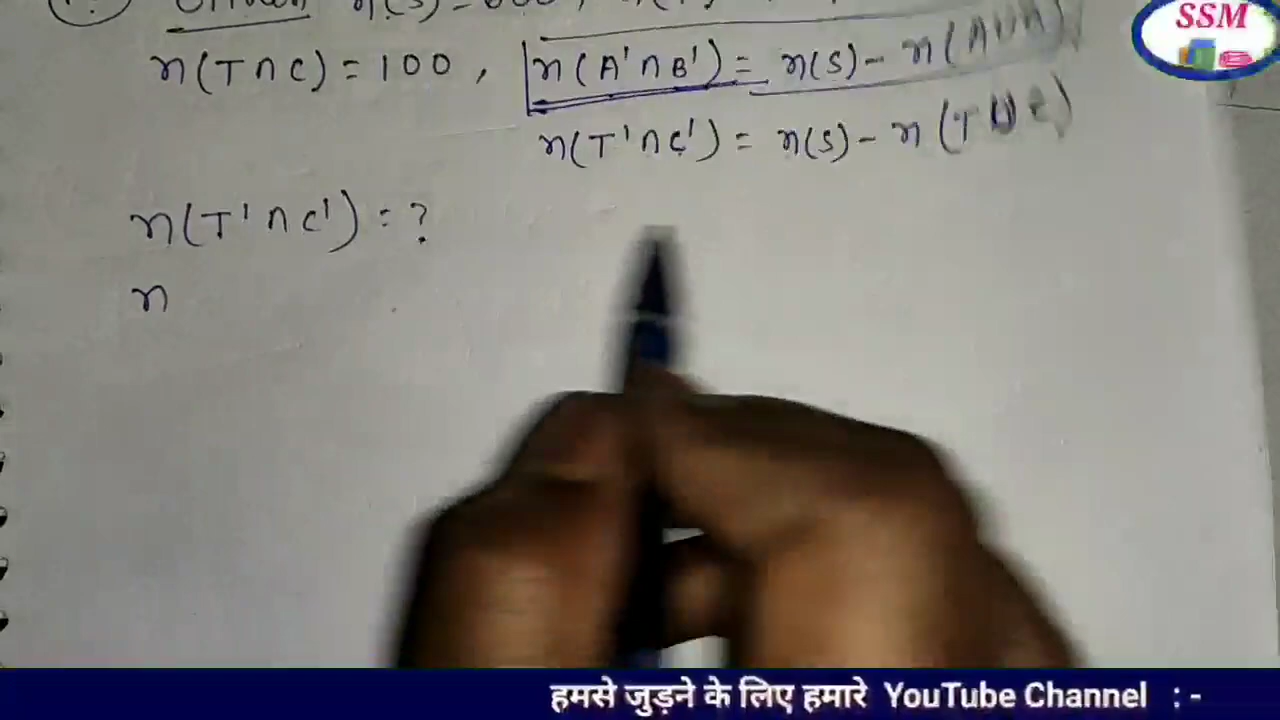 SSM
n(T∩C) = 100 , n(A'∩B') = n(S) - n(A∪B)
n(T'∩C') = n(S) - n(T∪C)
n(T'∩C') = ?
n
हमसे जुड़ने के लिए हमारे YouTube Channel : -